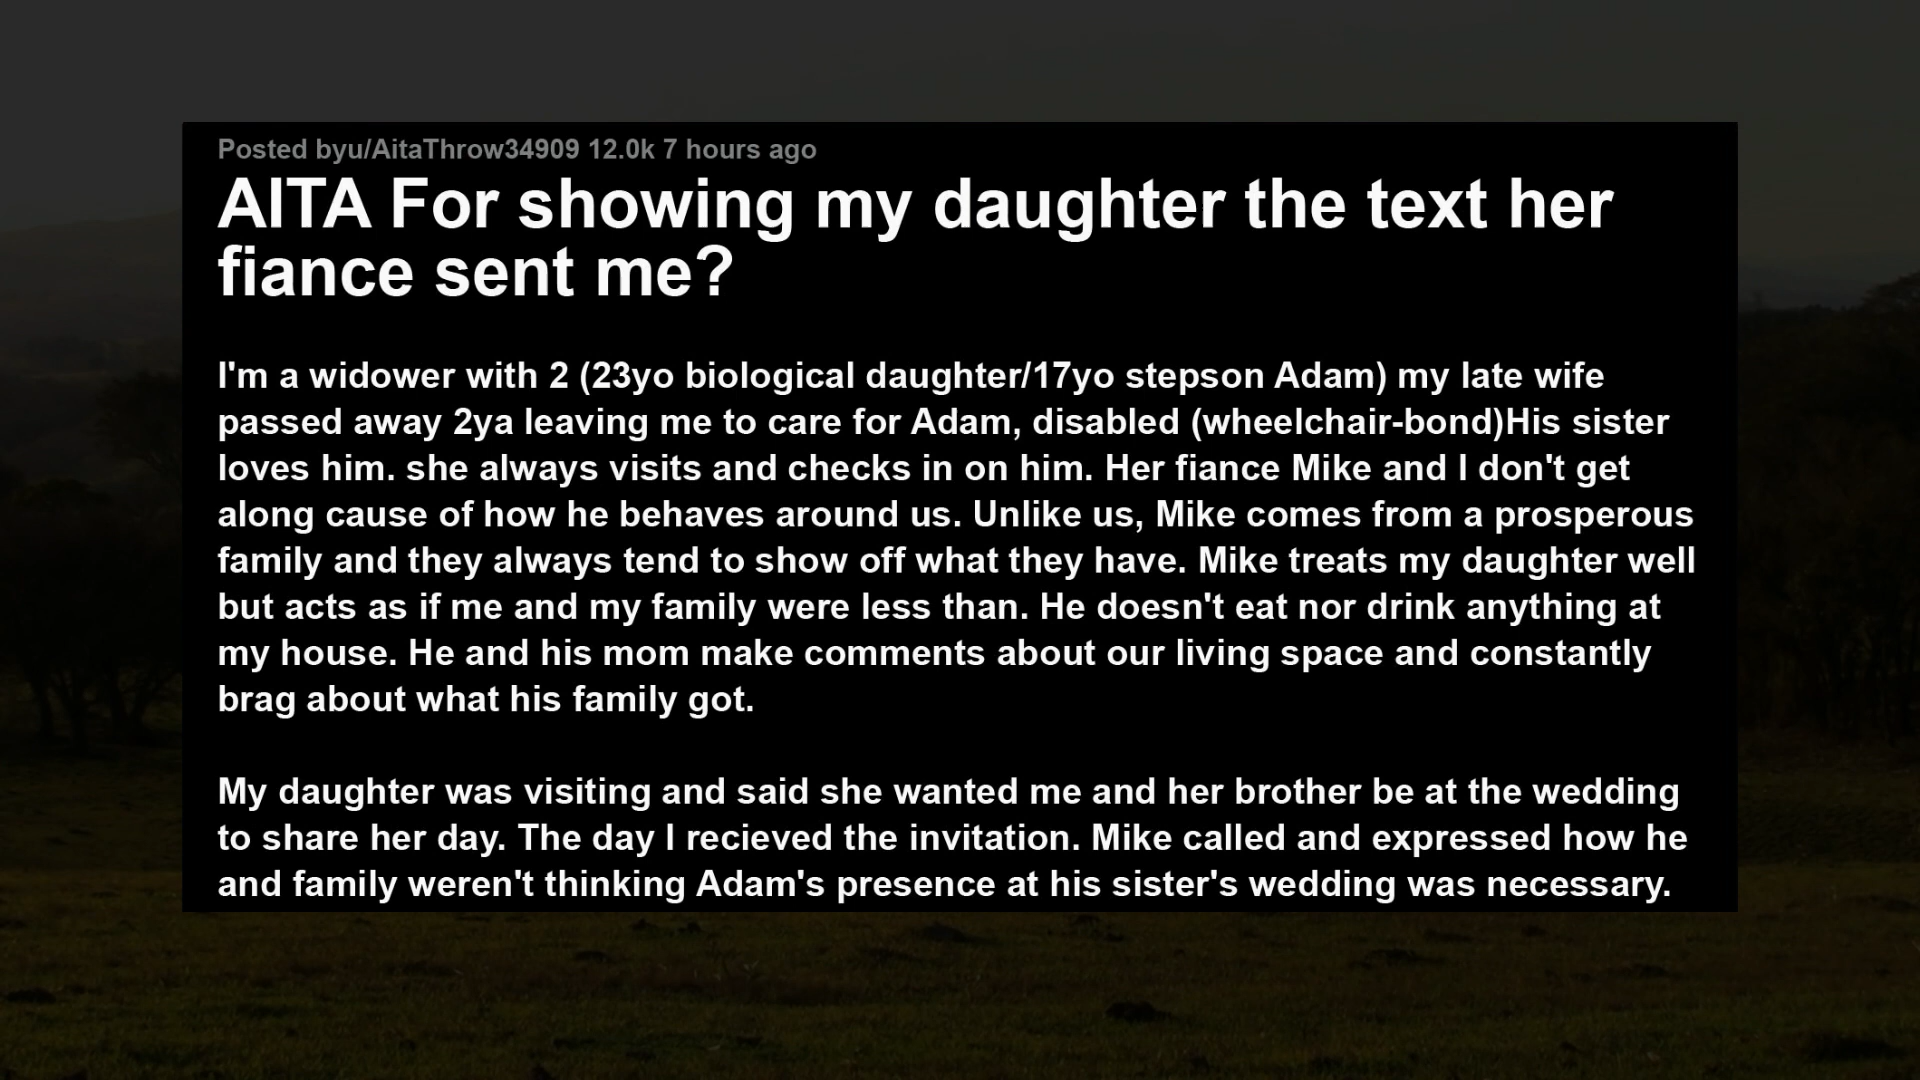 Posted byu/AitaThrow34909 12.0k 7 hours ago
AITA For showing my daughter the text her
fiance sent me?
I'm a widower with 2 (23yo biological daughter/17yo stepson Adam) my late wife
passed away 2ya leaving me to care for Adam, disabled (wheelchair-bond)His sister
loves him. she always visits and checks in on him. Her fiance Mike and I don't get
along cause of how he behaves around us. Unlike us, Mike comes from a prosperous
family and they always tend to show off what they have. Mike treats my daughter well
but acts as if me and my family were less than. He doesn't eat nor drink anything at
my house. He and his mom make comments about our living space and constantly
brag about what his family got.
My daughter was visiting and said she wanted me and her brother be at the wedding
to share her day. The day I recieved the invitation. Mike called and expressed how he
and family weren't thinking Adam's presence at his sister's wedding was necessary.